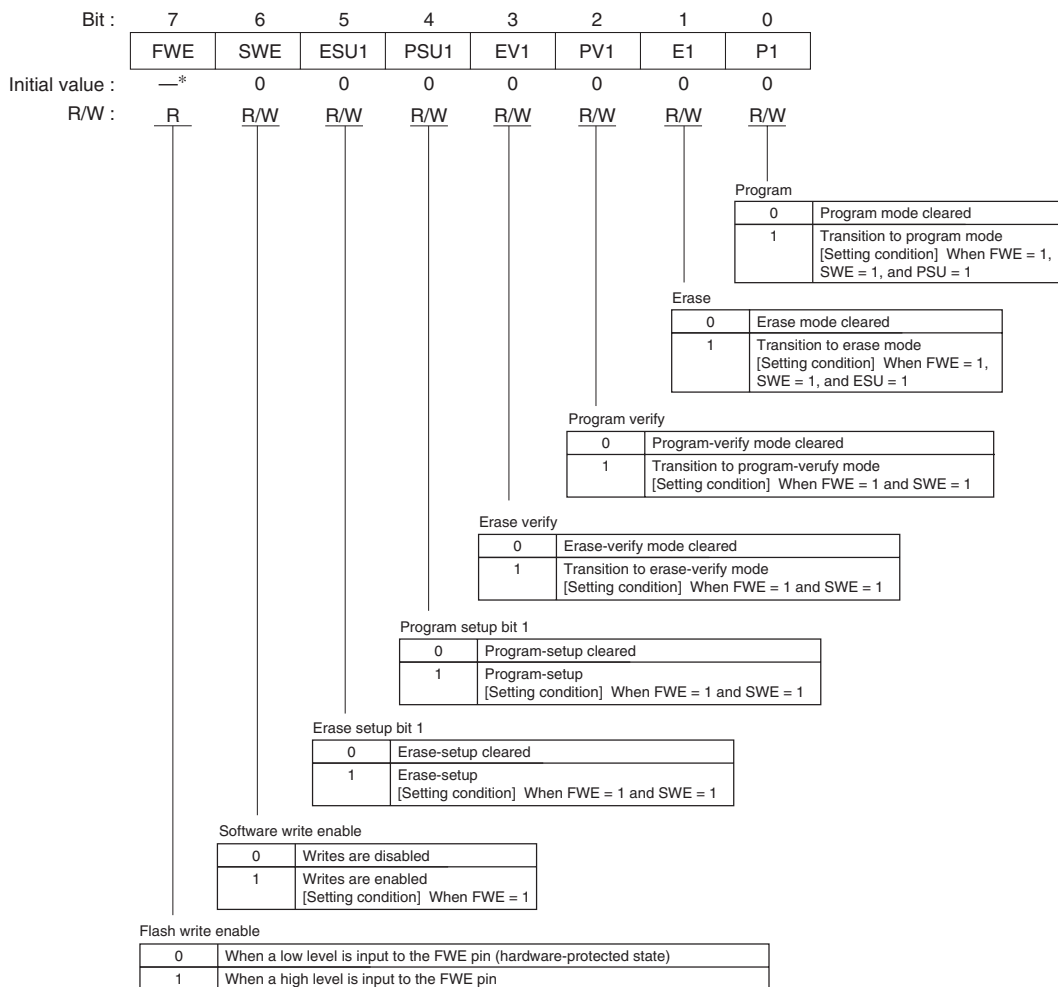 Bit : 7 6 5 4 3 2 1 0
FWE SWE ESU1 PSU1 EV1 PV1 E1 P1
Initial value : —* 0 0 0 0 0 0 0
R/W : R R/W R/W R/W R/W R/W R/W R/W
Program
0 Program mode cleared
1 Transition to program mode
[Setting condition] When FWE = 1,
SWE = 1, and PSU = 1
Erase
0 Erase mode cleared
1 Transition to erase mode
[Setting condition] When FWE = 1,
SWE = 1, and ESU = 1
Program verify
0 Program-verify mode cleared
1 Transition to program-verufy mode
[Setting condition] When FWE = 1 and SWE = 1
Erase verify
0 Erase-verify mode cleared
1 Transition to erase-verify mode
[Setting condition] When FWE = 1 and SWE = 1
Program setup bit 1
0 Program-setup cleared
1 Program-setup
[Setting condition] When FWE = 1 and SWE = 1
Erase setup bit 1
0 Erase-setup cleared
1 Erase-setup
[Setting condition] When FWE = 1 and SWE = 1
Software write enable
0 Writes are disabled
1 Writes are enabled
[Setting condition] When FWE = 1
Flash write enable
0 When a low level is input to the FWE pin (hardware-protected state)
1 When a high level is input to the FWE pin